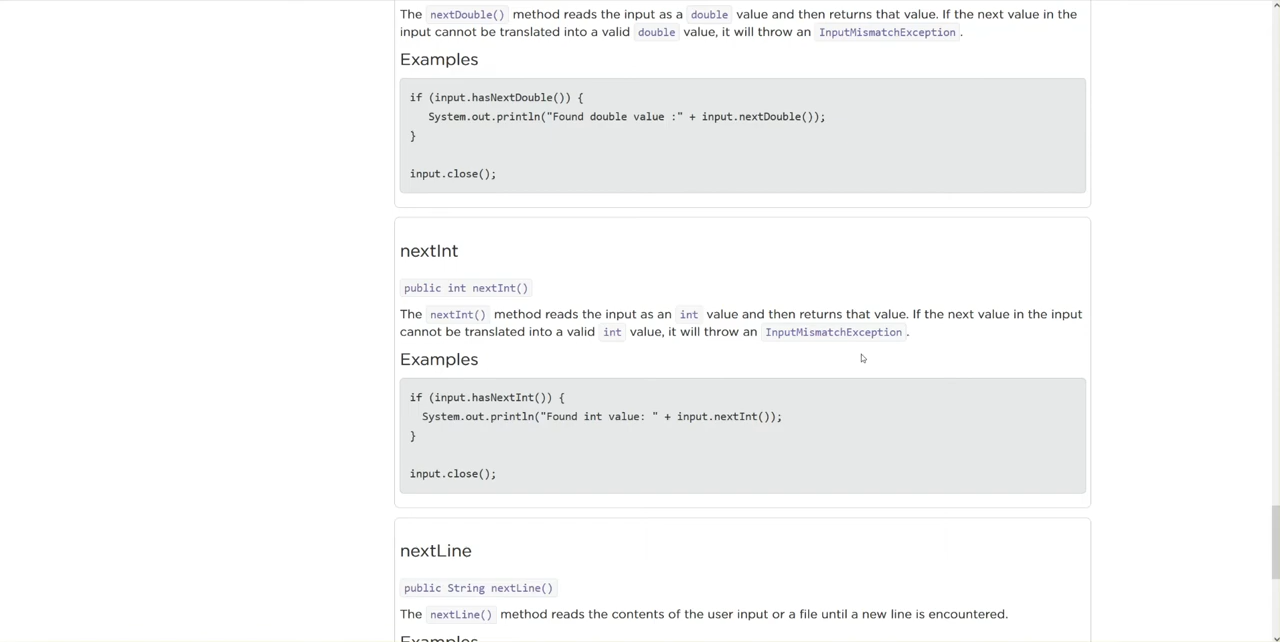 The nextDouble() method reads the input as a double value and then returns that value. If the next value in the
input cannot be translated into a valid double value, it will throw an InputMismatchException.
Examples
if (input.hasNextDouble()) {
   System.out.println("Found double value :" + input.nextDouble());
}
input.close();
nextInt
public int nextInt()
The nextInt() method reads the input as an int value and then returns that value. If the next value in the input
cannot be translated into a valid int value, it will throw an InputMismatchException.
Examples
if (input.hasNextInt()) {
  System.out.println("Found int value: " + input.nextInt());
}
input.close();
nextLine
public String nextLine()
The nextLine() method reads the contents of the user input or a file until a new line is encountered.
Examples